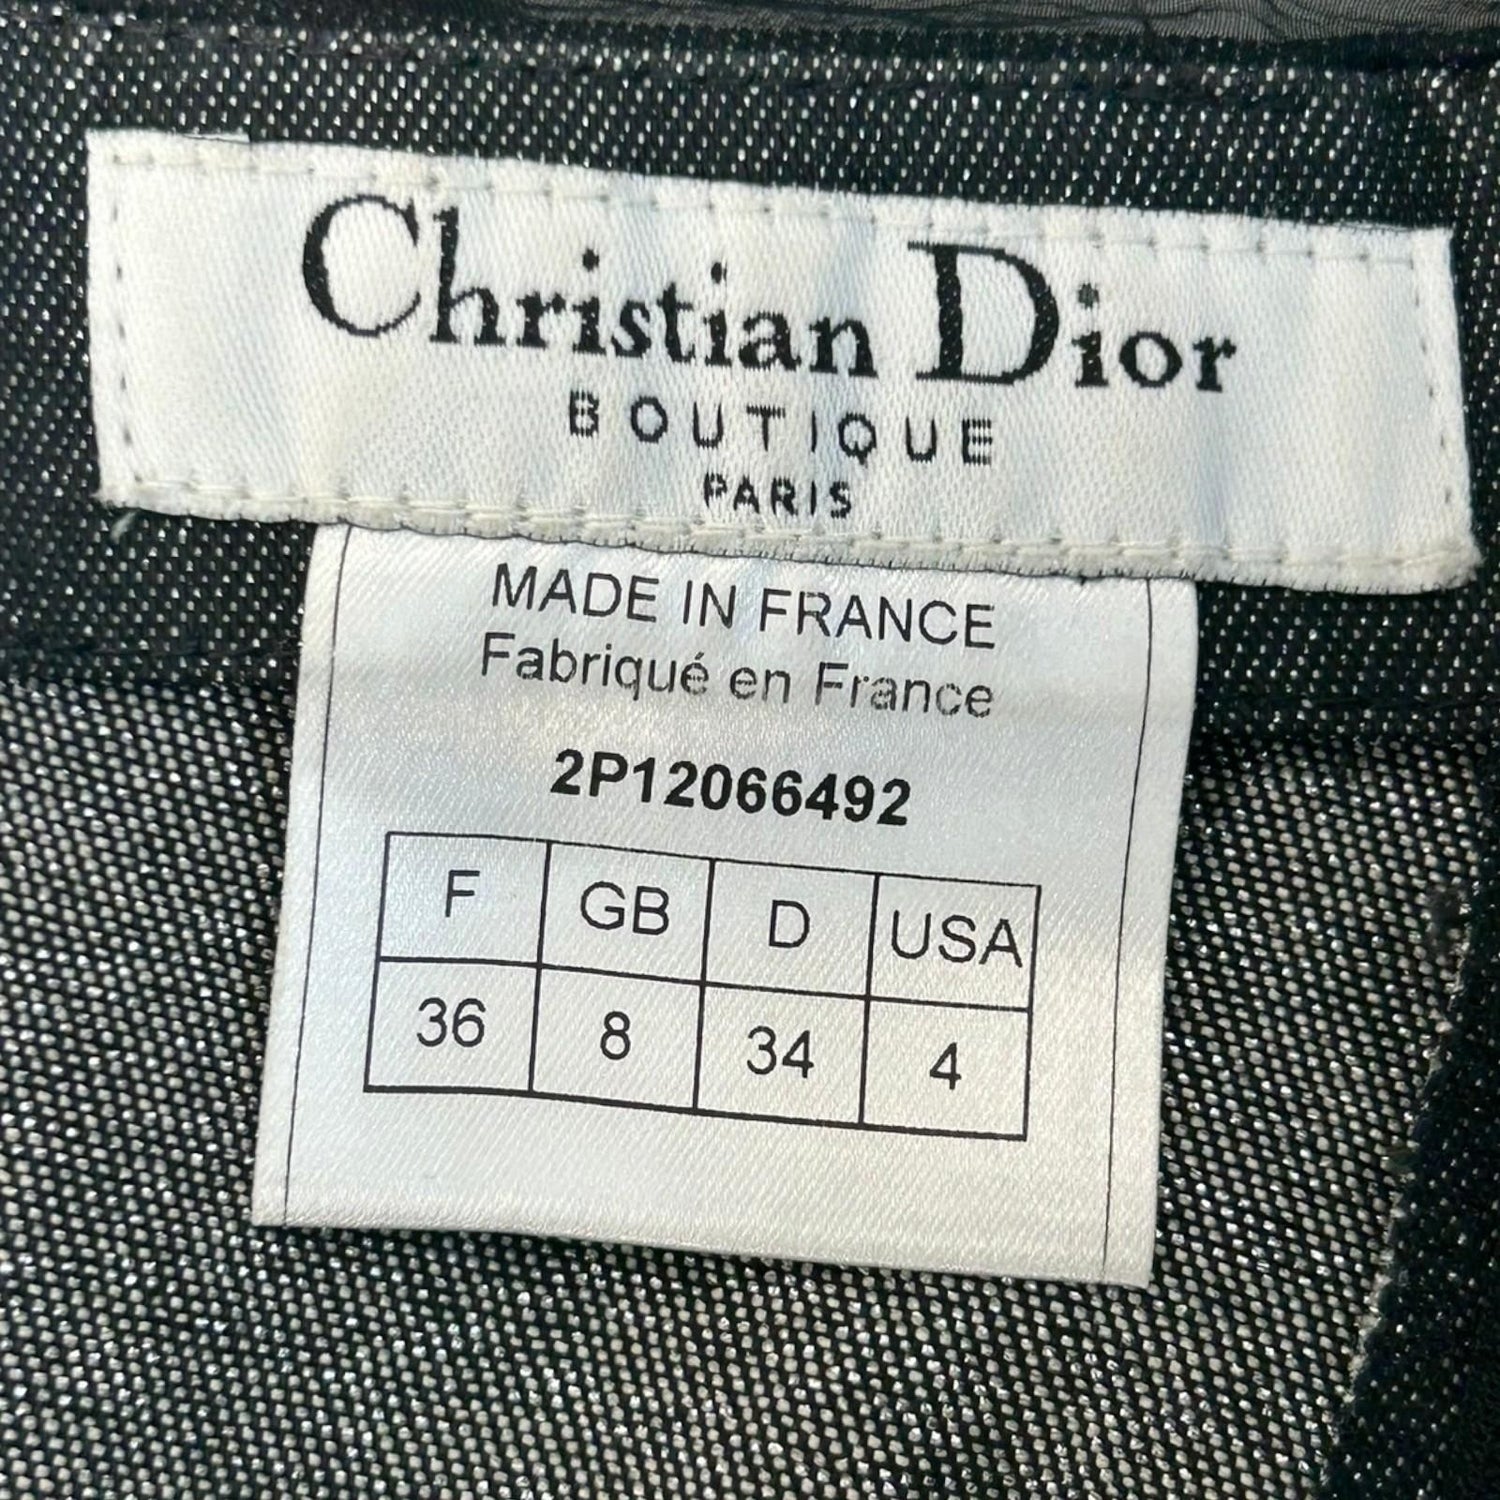 Christian Dior
BOUTIQUE
PARIS
MADE IN FRANCE
Fabriqué en France
2P12066492
F GB D USA
36 8 34 4